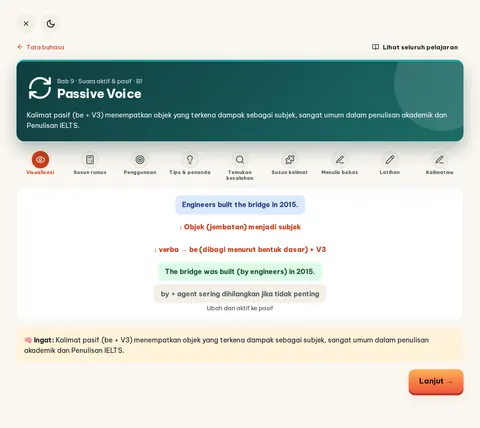 ← Tata bahasa
Lihat seluruh pelajaran
Bab 9 · Suara aktif & pasif · B1
Passive Voice
Kalimat pasif (be + V3) menempatkan objek yang terkena dampak sebagai subjek, sangat umum dalam penulisan akademik dan
Penulisan IELTS.
Visualisasi
Susun rumus
Penggunaan
Tips & penanda
Temukan
kesalahan
Susun kalimat
Menulis bebas
Latihan
Kalimatmu
Engineers built the bridge in 2015.
↓ Objek (jembatan) menjadi subjek
↓ verba → be (dibagi menurut bentuk dasar) + V3
The bridge was built (by engineers) in 2015.
by + agent sering dihilangkan jika tidak penting
Ubah dari aktif ke pasif
🧠 Ingat: Kalimat pasif (be + V3) menempatkan objek yang terkena dampak sebagai subjek, sangat umum dalam penulisan
akademik dan Penulisan IELTS.
Lanjut →